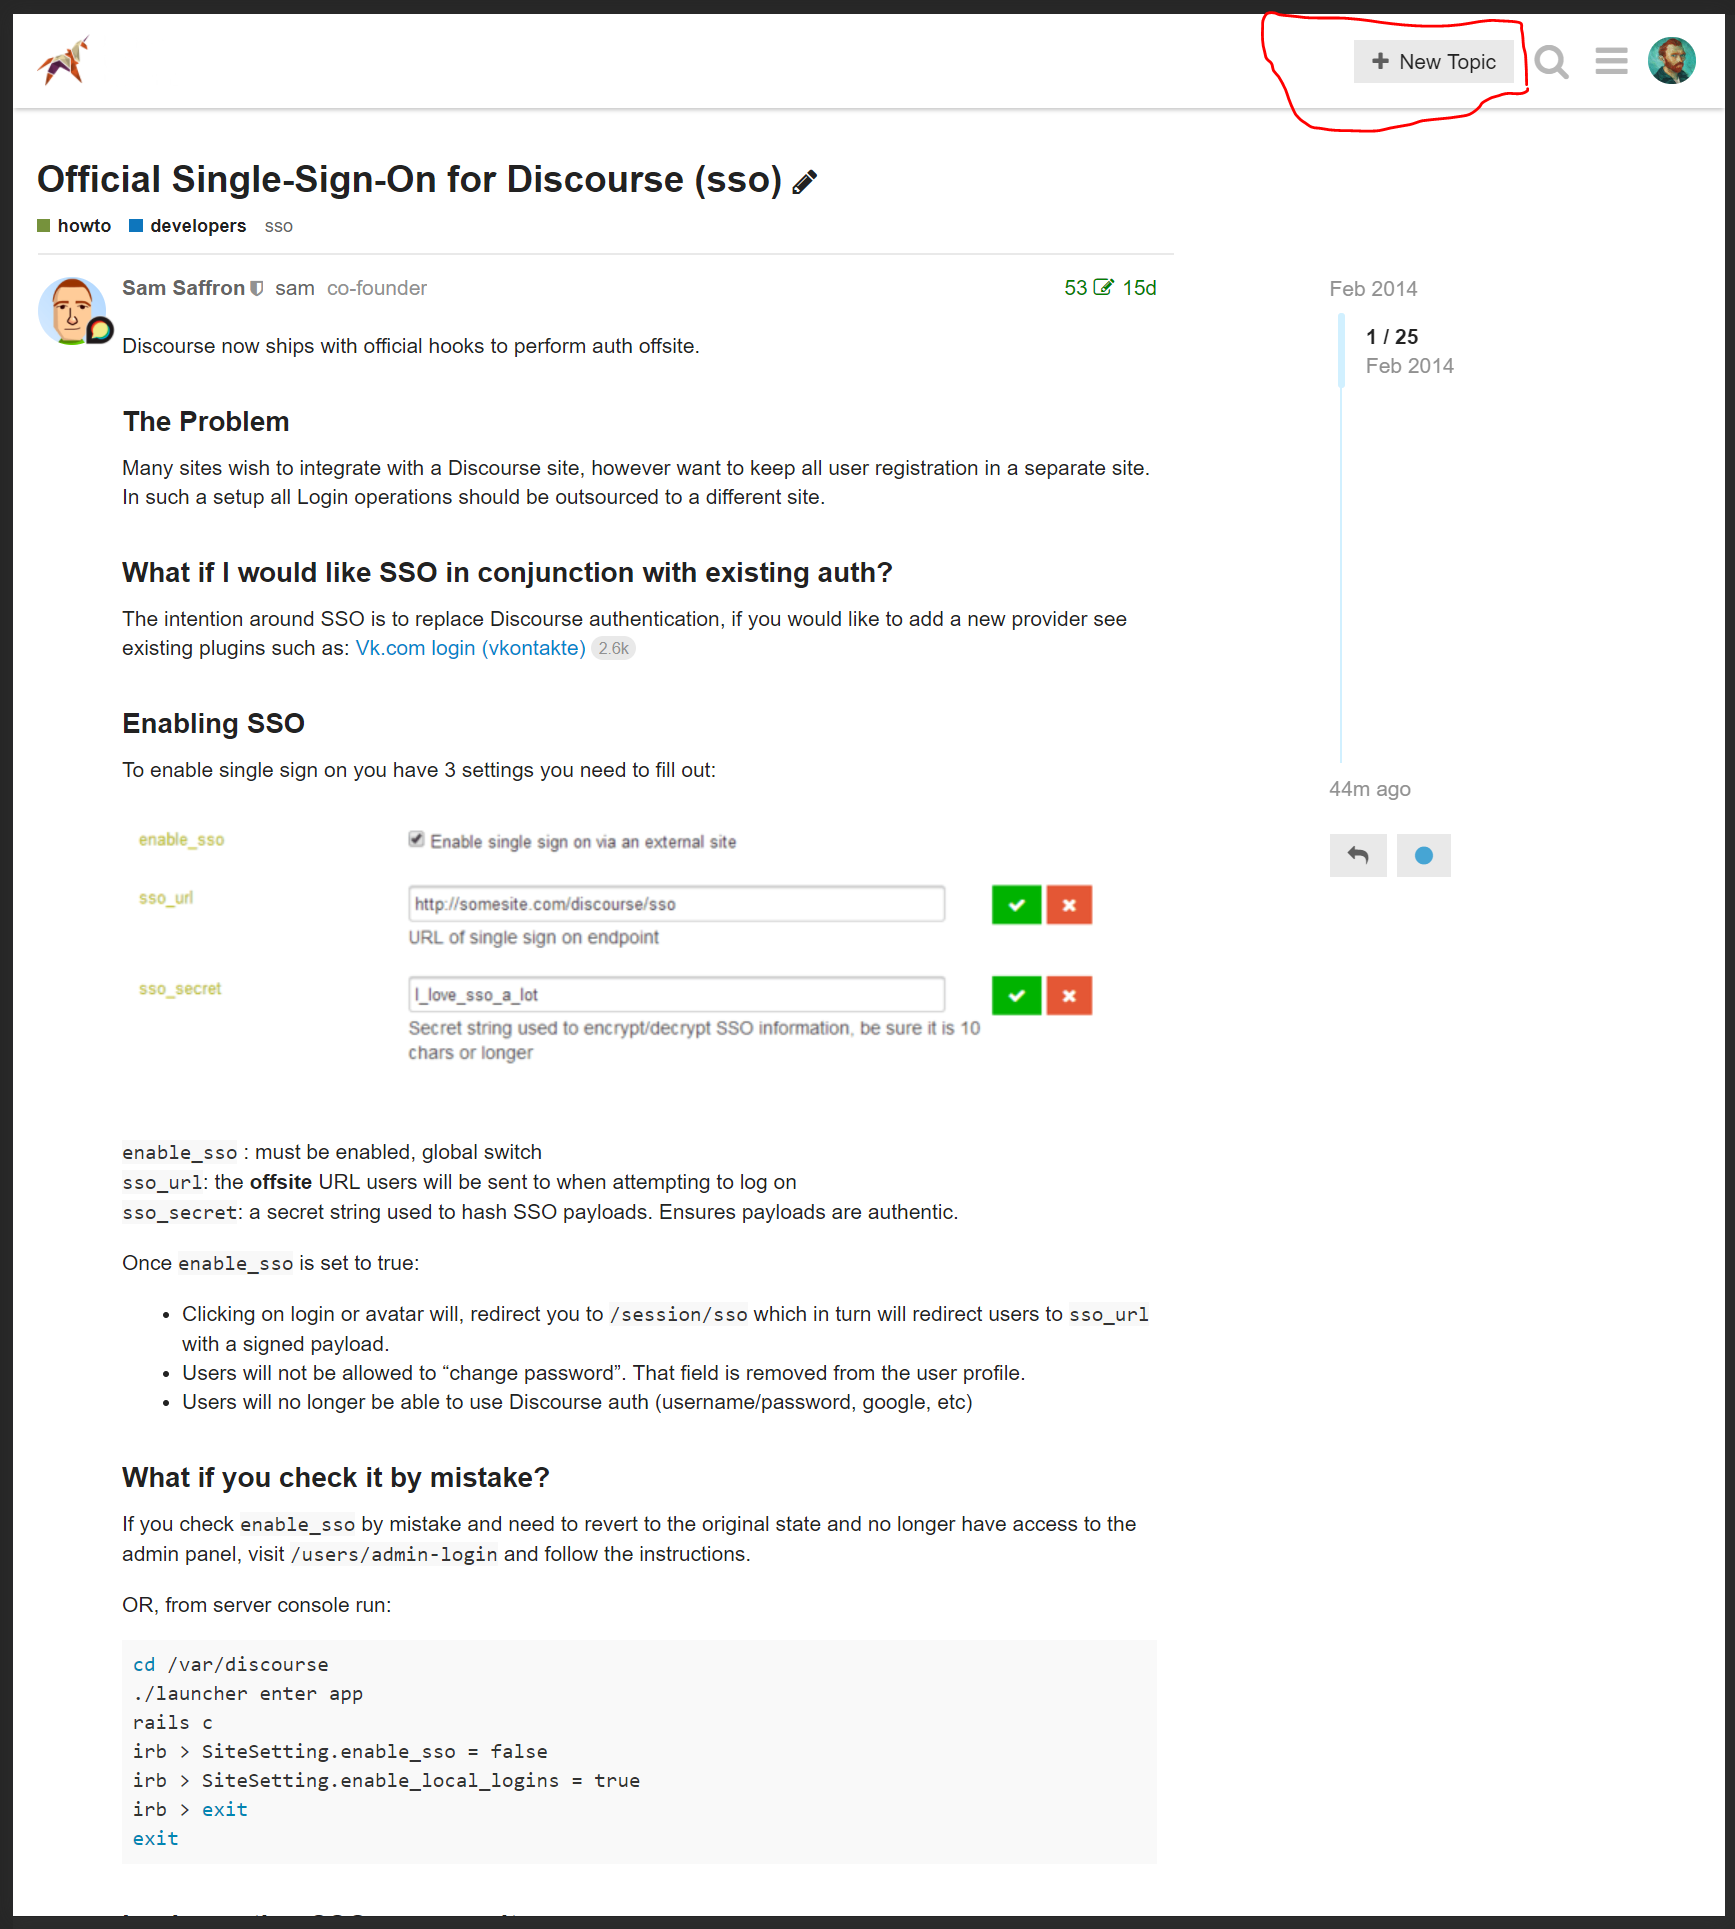 + New Topic
Official Single-Sign-On for Discourse (sso)
howto developers sso
Sam Saffron sam co-founder 53 15d
Feb 2014
1 / 25
Feb 2014
Discourse now ships with official hooks to perform auth offsite.
The Problem
Many sites wish to integrate with a Discourse site, however want to keep all user registration in a separate site.
In such a setup all Login operations should be outsourced to a different site.
What if I would like SSO in conjunction with existing auth?
The intention around SSO is to replace Discourse authentication, if you would like to add a new provider see
existing plugins such as: Vk.com login (vkontakte) 2.6k
Enabling SSO
To enable single sign on you have 3 settings you need to fill out:
44m ago
enable_sso Enable single sign on via an external site
sso_url http://somesite.com/discourse/sso
URL of single sign on endpoint
sso_secret I_love_sso_a_lot
Secret string used to encrypt/decrypt SSO information, be sure it is 10
chars or longer
enable_sso : must be enabled, global switch
sso_url: the offsite URL users will be sent to when attempting to log on
sso_secret: a secret string used to hash SSO payloads. Ensures payloads are authentic.
Once enable_sso is set to true:
• Clicking on login or avatar will, redirect you to /session/sso which in turn will redirect users to sso_url
with a signed payload.
• Users will not be allowed to “change password”. That field is removed from the user profile.
• Users will no longer be able to use Discourse auth (username/password, google, etc)
What if you check it by mistake?
If you check enable_sso by mistake and need to revert to the original state and no longer have access to the
admin panel, visit /users/admin-login and follow the instructions.
OR, from server console run:
cd /var/discourse
./launcher enter app
rails c
irb > SiteSetting.enable_sso = false
irb > SiteSetting.enable_local_logins = true
irb > exit
exit